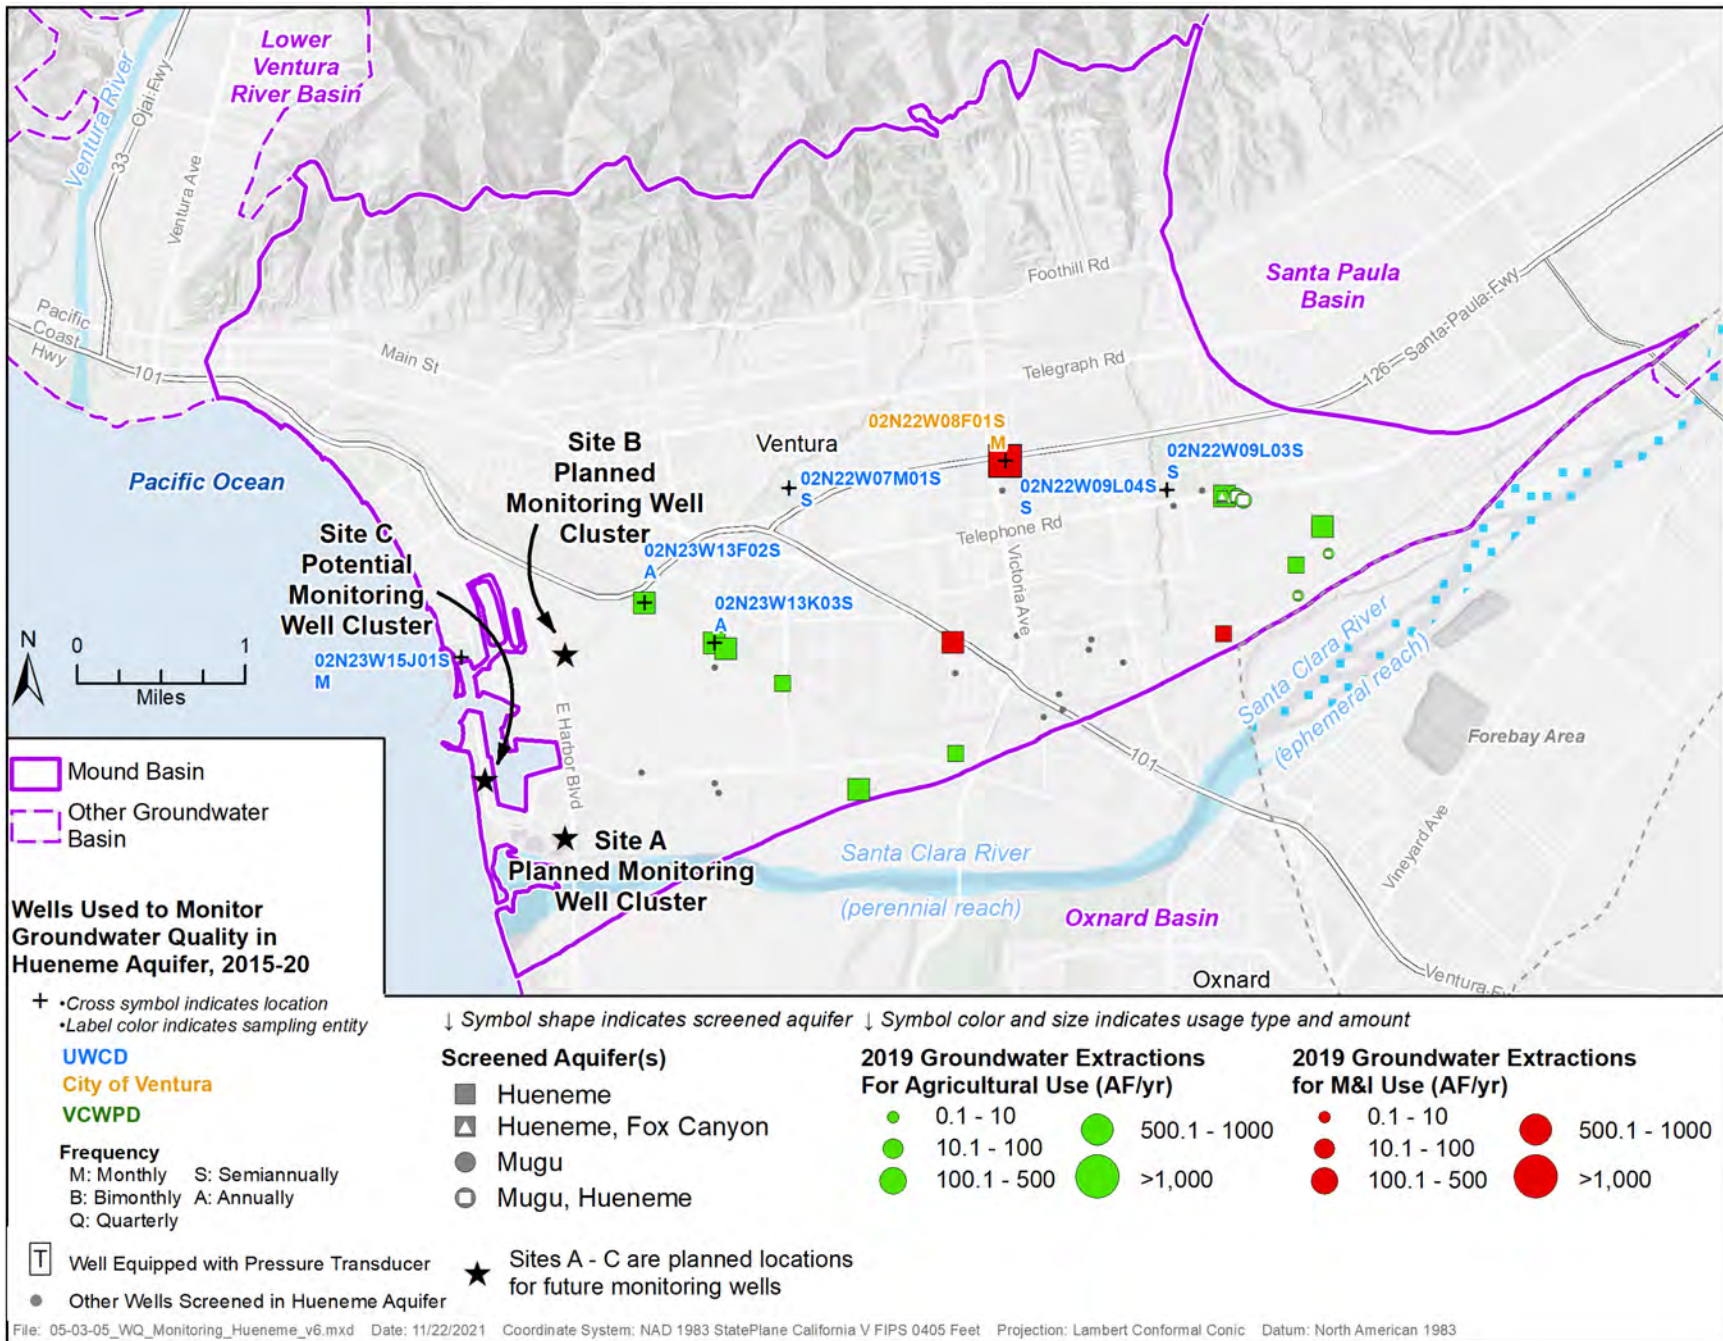 Lower
Ventura
River Basin
Ventura River
33
Ojai Fwy
Ventura Ave
Foothill Rd
Santa Paula
Basin
Pacific
Coast
Hwy
101
Main St
Telegraph Rd
126
Santa Paula Fwy
Pacific Ocean
Site B
Planned
Monitoring Well
Cluster
Ventura
02N22W08F01S
M
02N22W07M01S
S
02N22W09L04S
S
02N22W09L03S
S
Telephone Rd
Victoria Ave
Site C
Potential
Monitoring
Well Cluster
02N23W13F02S
A
02N23W13K03S
A
02N23W15J01S
M
N
0 1
Miles
E Harbor Blvd
Santa Clara River
(ephemeral reach)
Forebay Area
101
Vineyard Ave
Site A
Planned Monitoring
Well Cluster
Santa Clara River
(perennial reach)
Oxnard Basin
Oxnard
Ventura Fwy
Mound Basin
Other Groundwater
Basin
Wells Used to Monitor
Groundwater Quality in
Hueneme Aquifer, 2015-20
•Cross symbol indicates location
•Label color indicates sampling entity
UWCD
City of Ventura
VCWPD
Frequency
M: Monthly S: Semiannually
B: Bimonthly A: Annually
Q: Quarterly
T Well Equipped with Pressure Transducer
Other Wells Screened in Hueneme Aquifer
↓ Symbol shape indicates screened aquifer
Screened Aquifer(s)
Hueneme
Hueneme, Fox Canyon
Mugu
Mugu, Hueneme
Sites A - C are planned locations
for future monitoring wells
↓ Symbol color and size indicates usage type and amount
2019 Groundwater Extractions
For Agricultural Use (AF/yr)
0.1 - 10
10.1 - 100
100.1 - 500
500.1 - 1000
>1,000
2019 Groundwater Extractions
for M&I Use (AF/yr)
0.1 - 10
10.1 - 100
100.1 - 500
500.1 - 1000
>1,000
File: 05-03-05_WQ_Monitoring_Hueneme_v6.mxd Date: 11/22/2021 Coordinate System: NAD 1983 StatePlane California V FIPS 0405 Feet Projection: Lambert Conformal Conic Datum: North American 1983